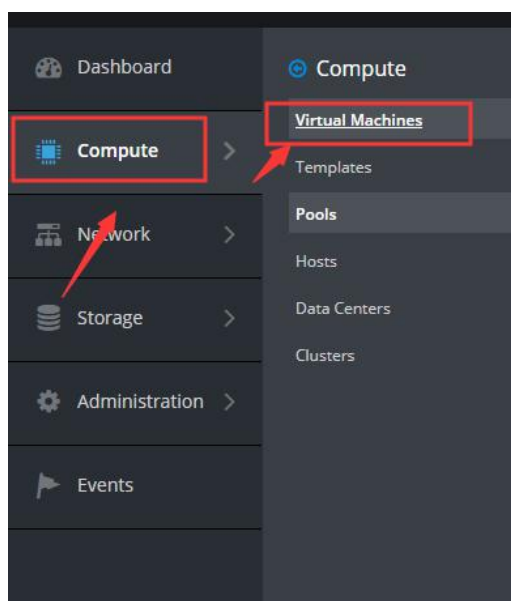 Dashboard
Compute
Network
Storage
Administration
Events
Compute
Virtual Machines
Templates
Pools
Hosts
Data Centers
Clusters